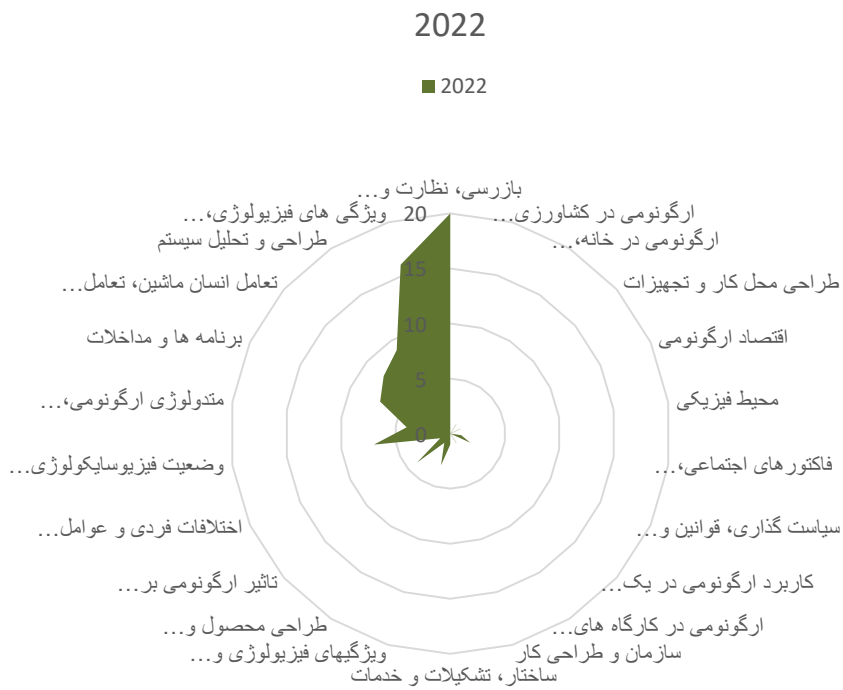 2022
2022
بازرسی، نظارت و...
ارگونومی در کشاورزی...
ارگونومی در خانه،...
طراحی محل کار و تجهیزات
اقتصاد ارگونومی
محیط فیزیکی
فاکتورهای اجتماعی،...
سیاست گذاری، قوانین و...
کاربرد ارگونومی در یک...
ارگونومی در کارگاه های...
سازمان و طراحی کار
ساختار، تشکیلات و خدمات
ویژگیهای فیزیولوژی و...
طراحی محصول و...
تاثیر ارگونومی بر...
اختلافات فردی و عوامل...
وضعیت فیزیوسایکولوژی...
متدولوژی ارگونومی،...
برنامه ها و مداخلات
تعامل انسان ماشین، تعامل...
طراحی و تحلیل سیستم
ویژگی های فیزیولوژی،...
20
15
10
5
0